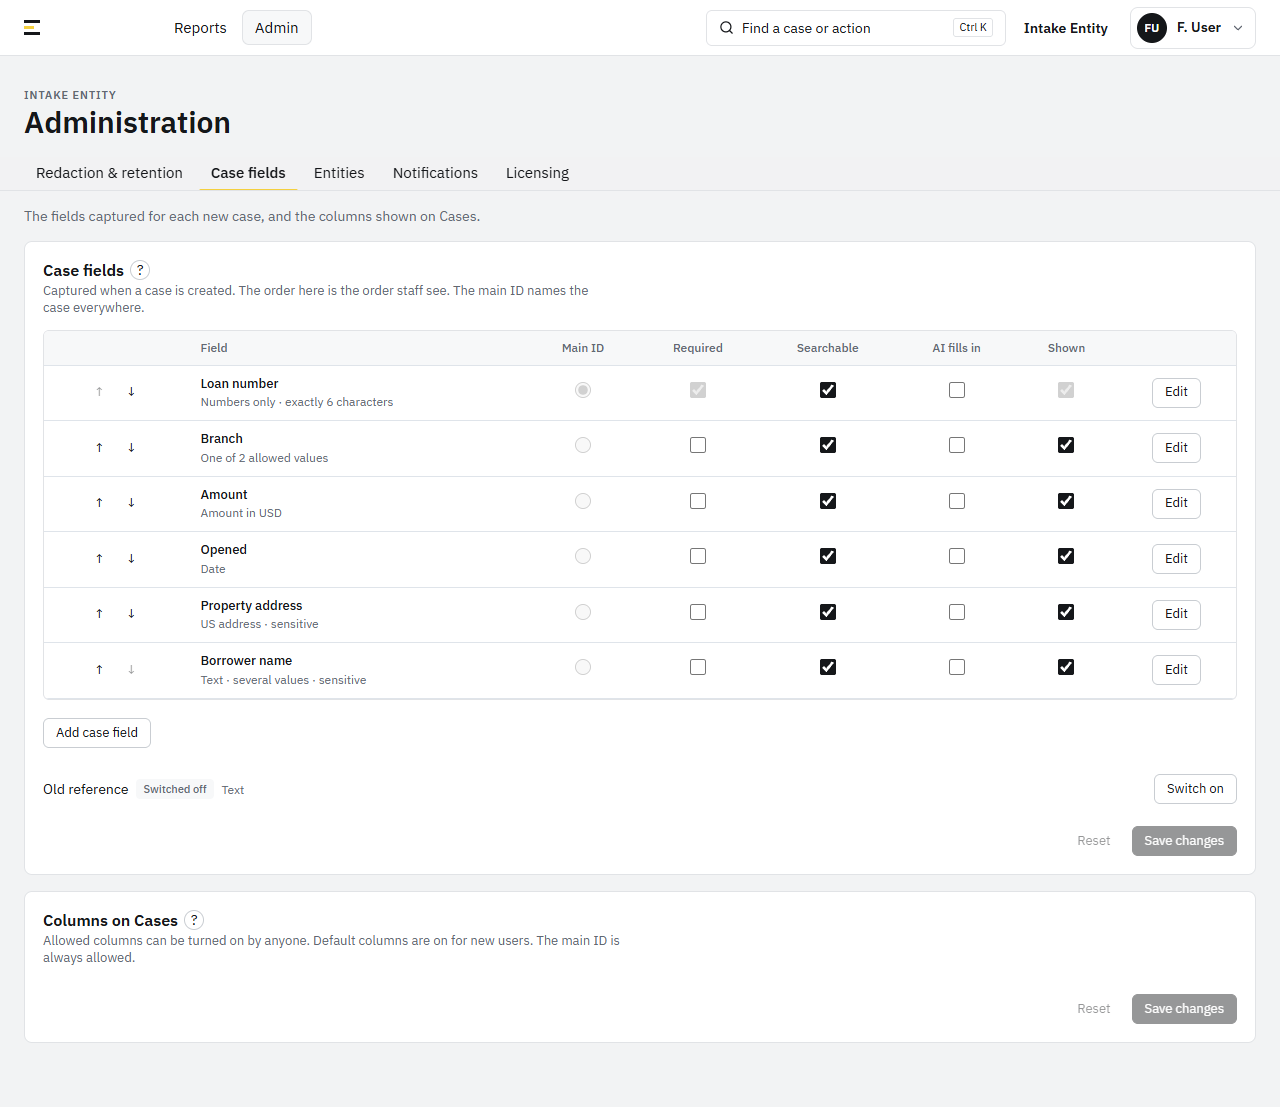 Reports
Admin
Find a case or action
Ctrl K
Intake Entity
FU
F. User
INTAKE ENTITY
Administration
Redaction & retention
Case fields
Entities
Notifications
Licensing
The fields captured for each new case, and the columns shown on Cases.
Case fields ?
Captured when a case is created. The order here is the order staff see. The main ID names the
case everywhere.
Field Main ID Required Searchable AI fills in Shown
↑ ↓ Loan number Edit
Numbers only · exactly 6 characters
↑ ↓ Branch Edit
One of 2 allowed values
↑ ↓ Amount Edit
Amount in USD
↑ ↓ Opened Edit
Date
↑ ↓ Property address Edit
US address · sensitive
↑ ↓ Borrower name Edit
Text · several values · sensitive
Add case field
Old reference Switched off Text Switch on
Reset Save changes
Columns on Cases ?
Allowed columns can be turned on by anyone. Default columns are on for new users. The main ID is
always allowed.
Reset Save changes